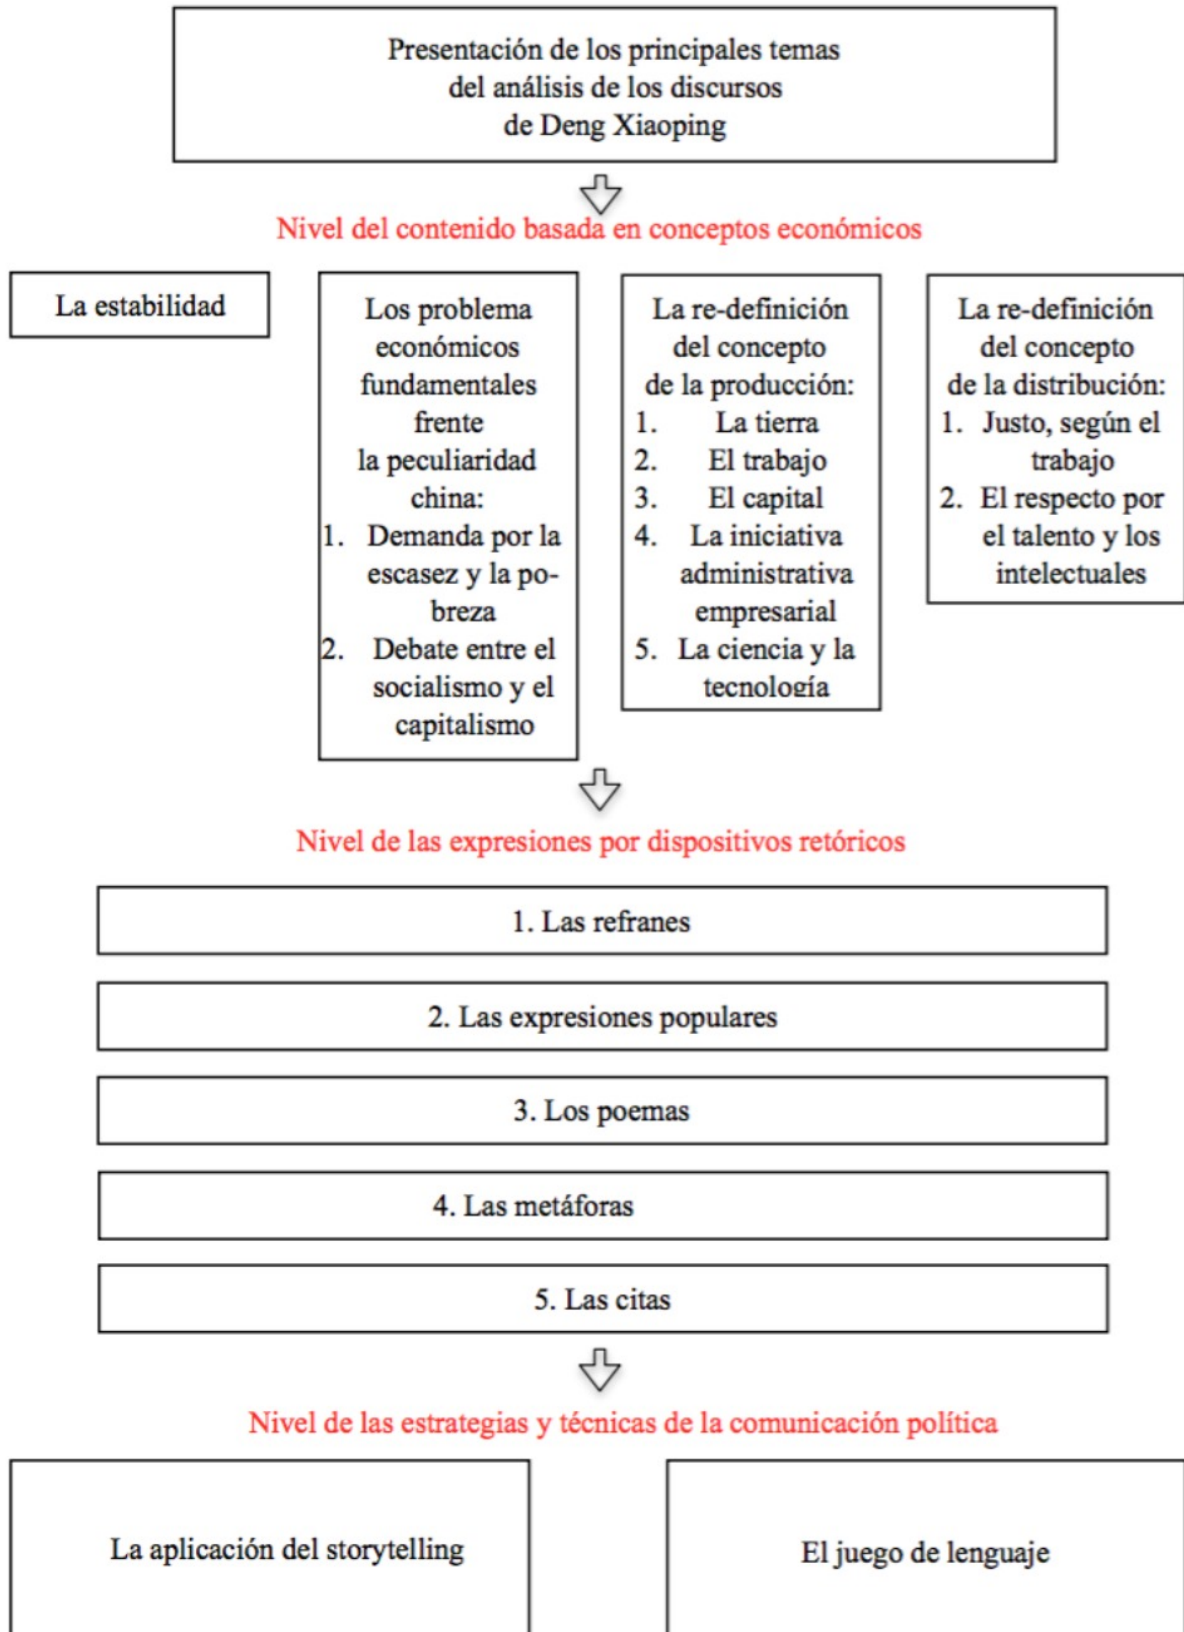 Presentación de los principales temas
del análisis de los discursos
de Deng Xiaoping
Nivel del contenido basada en conceptos económicos
La estabilidad
Los problema
económicos
fundamentales
frente
la peculiaridad
china:
1. Demanda por la
escasez y la po-
breza
2. Debate entre el
socialismo y el
capitalismo
La re-definición
del concepto
de la producción:
1. La tierra
2. El trabajo
3. El capital
4. La iniciativa
administrativa
empresarial
5. La ciencia y la
tecnología
La re-definición
del concepto
de la distribución:
1. Justo, según el
trabajo
2. El respecto por
el talento y los
intelectuales
Nivel de las expresiones por dispositivos retóricos
1. Las refranes
2. Las expresiones populares
3. Los poemas
4. Las metáforas
5. Las citas
Nivel de las estrategias y técnicas de la comunicación política
La aplicación del storytelling
El juego de lenguaje